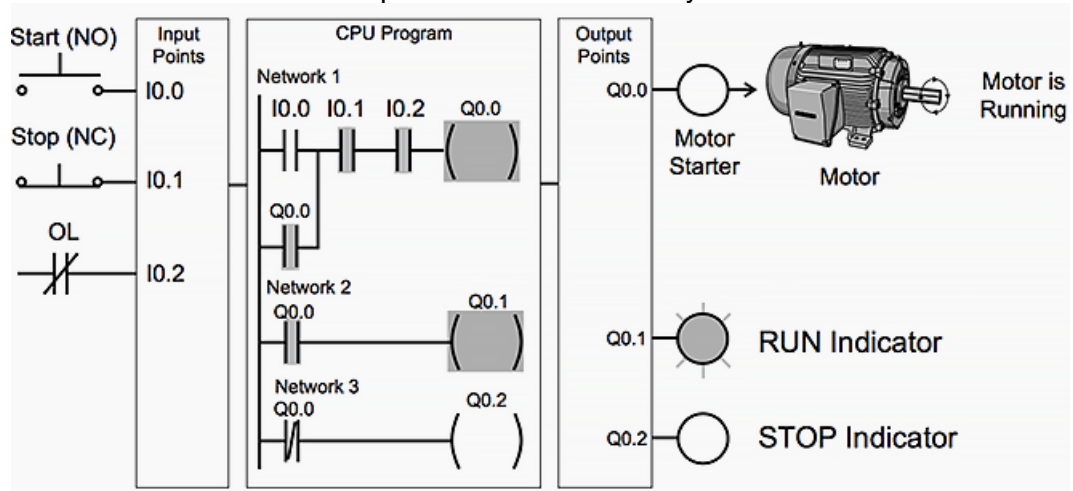 Start (NO)
I0.0
Stop (NC)
I0.1
OL
I0.2
Input
Points
CPU Program
Network 1
I0.0 I0.1 I0.2 Q0.0
Q0.0
Network 2
Q0.0 Q0.1
Network 3
Q0.0 Q0.2
Output
Points
Q0.0
Motor
Starter
Motor
Motor is
Running
Q0.1
RUN Indicator
Q0.2
STOP Indicator